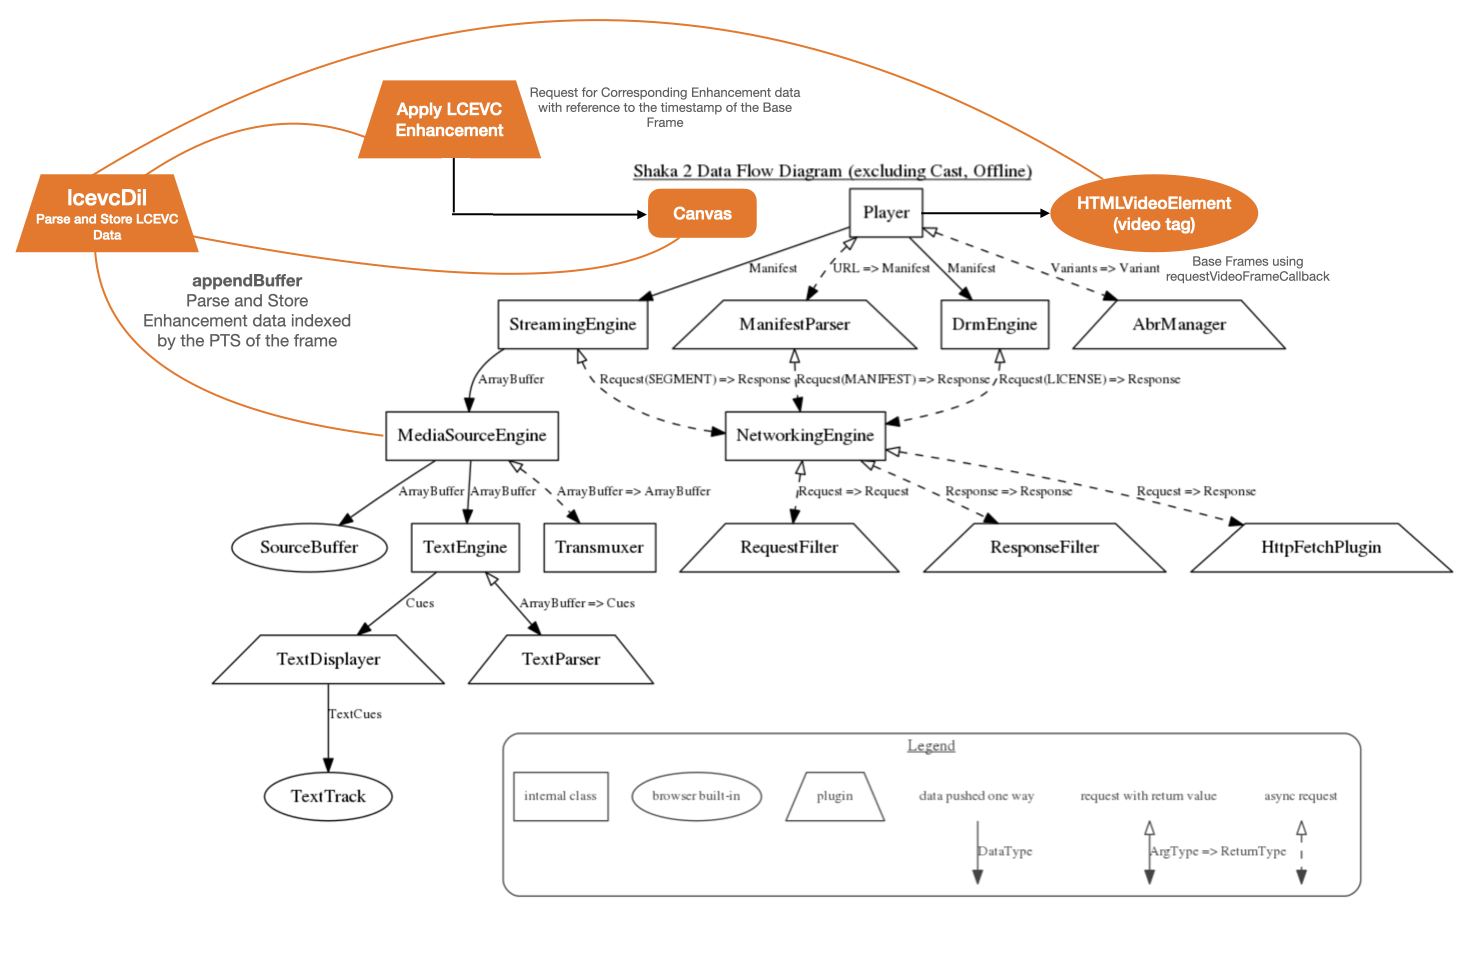 Apply LCEVC
Enhancement
Request for Corresponding Enhancement data
with reference to the timestamp of the Base
Frame
lcevcDil
Parse and Store LCEVC
Data
Shaka 2 Data Flow Diagram (excluding Cast, Offline)
Canvas
Player
HTMLVideoElement
(video tag)
Base Frames using
requestVideoFrameCallback
appendBuffer
Parse and Store
Enhancement data indexed
by the PTS of the frame
Manifest
URL => Manifest
Manifest
Variants => Variant
StreamingEngine
ManifestParser
DrmEngine
AbrManager
ArrayBuffer
Request(SEGMENT) => Response
Request(MANIFEST) => Response
Request(LICENSE) => Response
MediaSourceEngine
NetworkingEngine
ArrayBuffer
ArrayBuffer
ArrayBuffer => ArrayBuffer
Request => Request
Response => Response
Request => Response
SourceBuffer
TextEngine
Transmuxer
RequestFilter
ResponseFilter
HttpFetchPlugin
Cues
ArrayBuffer => Cues
TextDisplayer
TextParser
TextCues
TextTrack
Legend
internal class
browser built-in
plugin
data pushed one way
request with return value
async request
DataType
ArgType => ReturnType